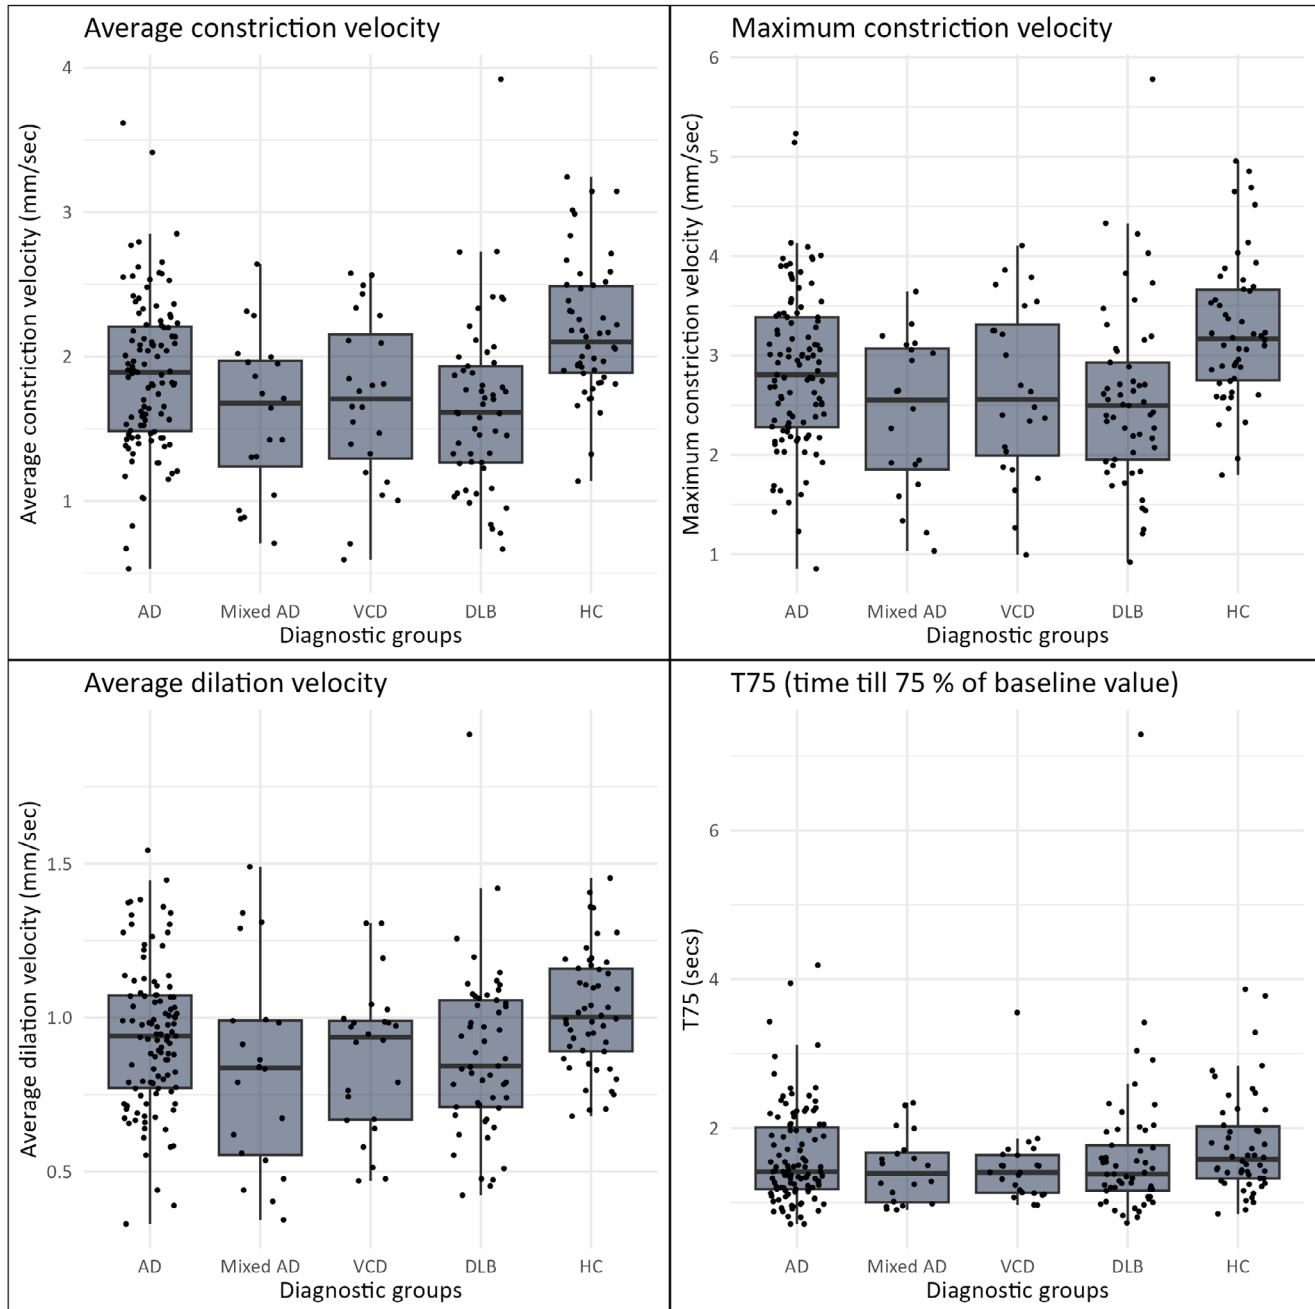 Average constriction velocity
Average constriction velocity (mm/sec)
4
3
2
1
AD Mixed AD VCD DLB HC
Diagnostic groups
Maximum constriction velocity
Maximum constriction velocity (mm/sec)
6
5
4
3
2
1
AD Mixed AD VCD DLB HC
Diagnostic groups
Average dilation velocity
Average dilation velocity (mm/sec)
1.5
1.0
0.5
AD Mixed AD VCD DLB HC
Diagnostic groups
T75 (time till 75 % of baseline value)
T75 (secs)
6
4
2
AD Mixed AD VCD DLB HC
Diagnostic groups